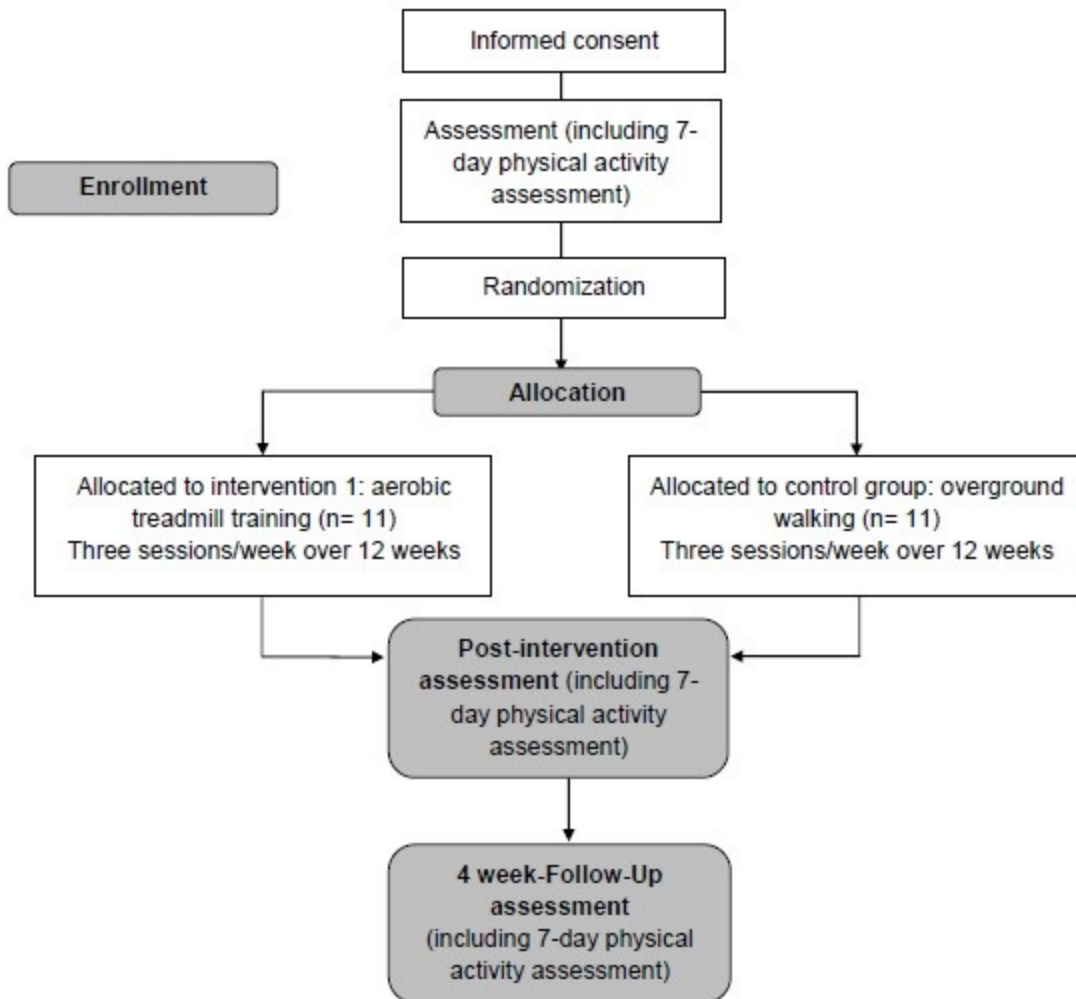 Informed consent
Assessment (including 7-
day physical activity
assessment)
Enrollment
Randomization
Allocation
Allocated to intervention 1: aerobic
treadmill training (n= 11)
Three sessions/week over 12 weeks
Allocated to control group: overground
walking (n= 11)
Three sessions/week over 12 weeks
Post-intervention
assessment (including 7-
day physical activity
assessment)
4 week-Follow-Up
assessment
(including 7-day physical
activity assessment)